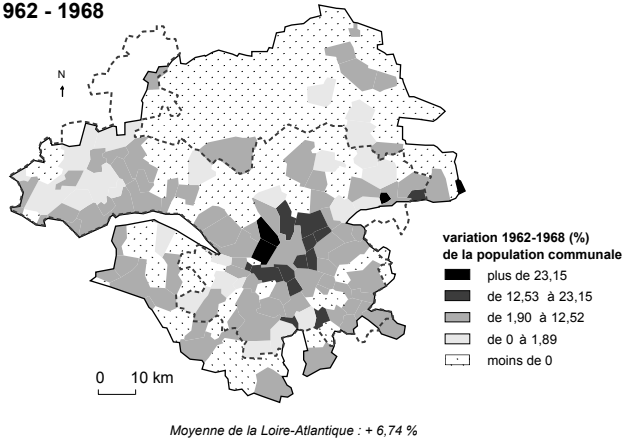 962 - 1968
N
variation 1962-1968 (%)
de la population communale
plus de 23,15
de 12,53 à 23,15
de 1,90 à 12,52
de 0 à 1,89
moins de 0
0 10 km
Moyenne de la Loire-Atlantique : + 6,74 %